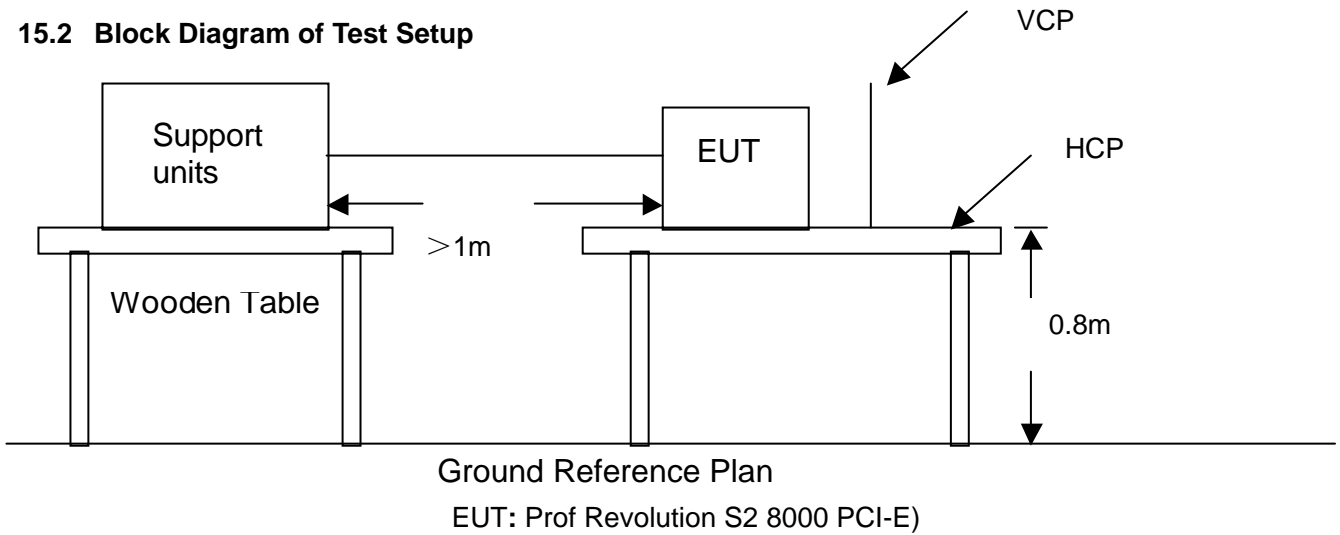 15.2 Block Diagram of Test Setup
VCP
Support
units
EUT
HCP
>1m
Wooden Table
0.8m
Ground Reference Plan
EUT: Prof Revolution S2 8000 PCI-E)